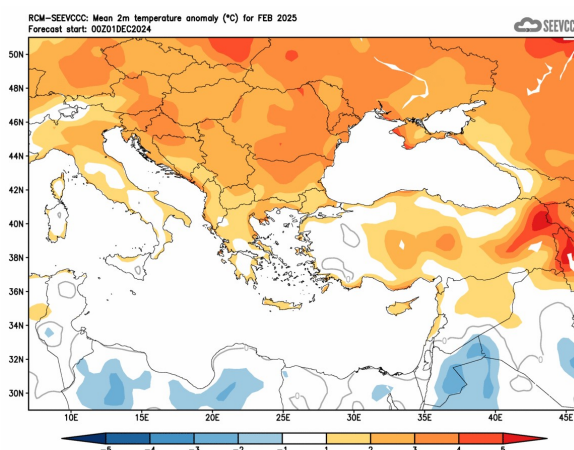 RCM-SEEVCCC: Mean 2m temperature anomaly (°C) for FEB 2025
Forecast start: 00Z01DEC2024
SEEVCCC
50N
48N
46N
44N
42N
40N
38N
36N
34N
32N
30N
10E 15E 20E 25E 30E 35E 40E 45E
-5 -4 -3 -2 -1 1 2 3 4 5